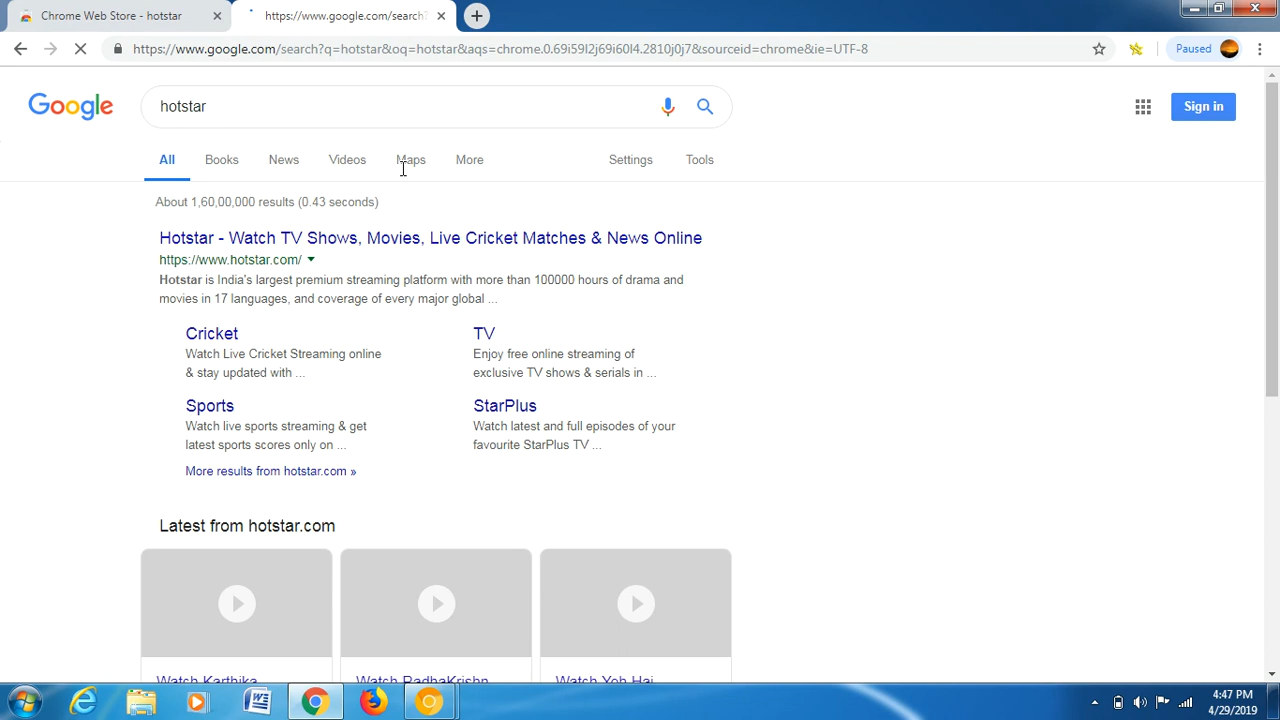 Chrome Web Store - hotstar
https://www.google.com/search?
https://www.google.com/search?q=hotstar&oq=hotstar&aqs=chrome.0.69i59l2j69i60l4.2810j0j7&sourceid=chrome&ie=UTF-8
Paused
Google
hotstar
Sign in
All
Books
News
Videos
Maps
More
Settings
Tools
About 1,60,00,000 results (0.43 seconds)
Hotstar - Watch TV Shows, Movies, Live Cricket Matches & News Online
https://www.hotstar.com/
Hotstar is India's largest premium streaming platform with more than 100000 hours of drama and
movies in 17 languages, and coverage of every major global ...
Cricket
Watch Live Cricket Streaming online
& stay updated with ...
TV
Enjoy free online streaming of
exclusive TV shows & serials in ...
Sports
Watch live sports streaming & get
latest sports scores only on ...
StarPlus
Watch latest and full episodes of your
favourite StarPlus TV ...
More results from hotstar.com »
Latest from hotstar.com
Watch Karthika
Watch RadhaKrishn
Watch Yeh Hai
4:47 PM
4/29/2019